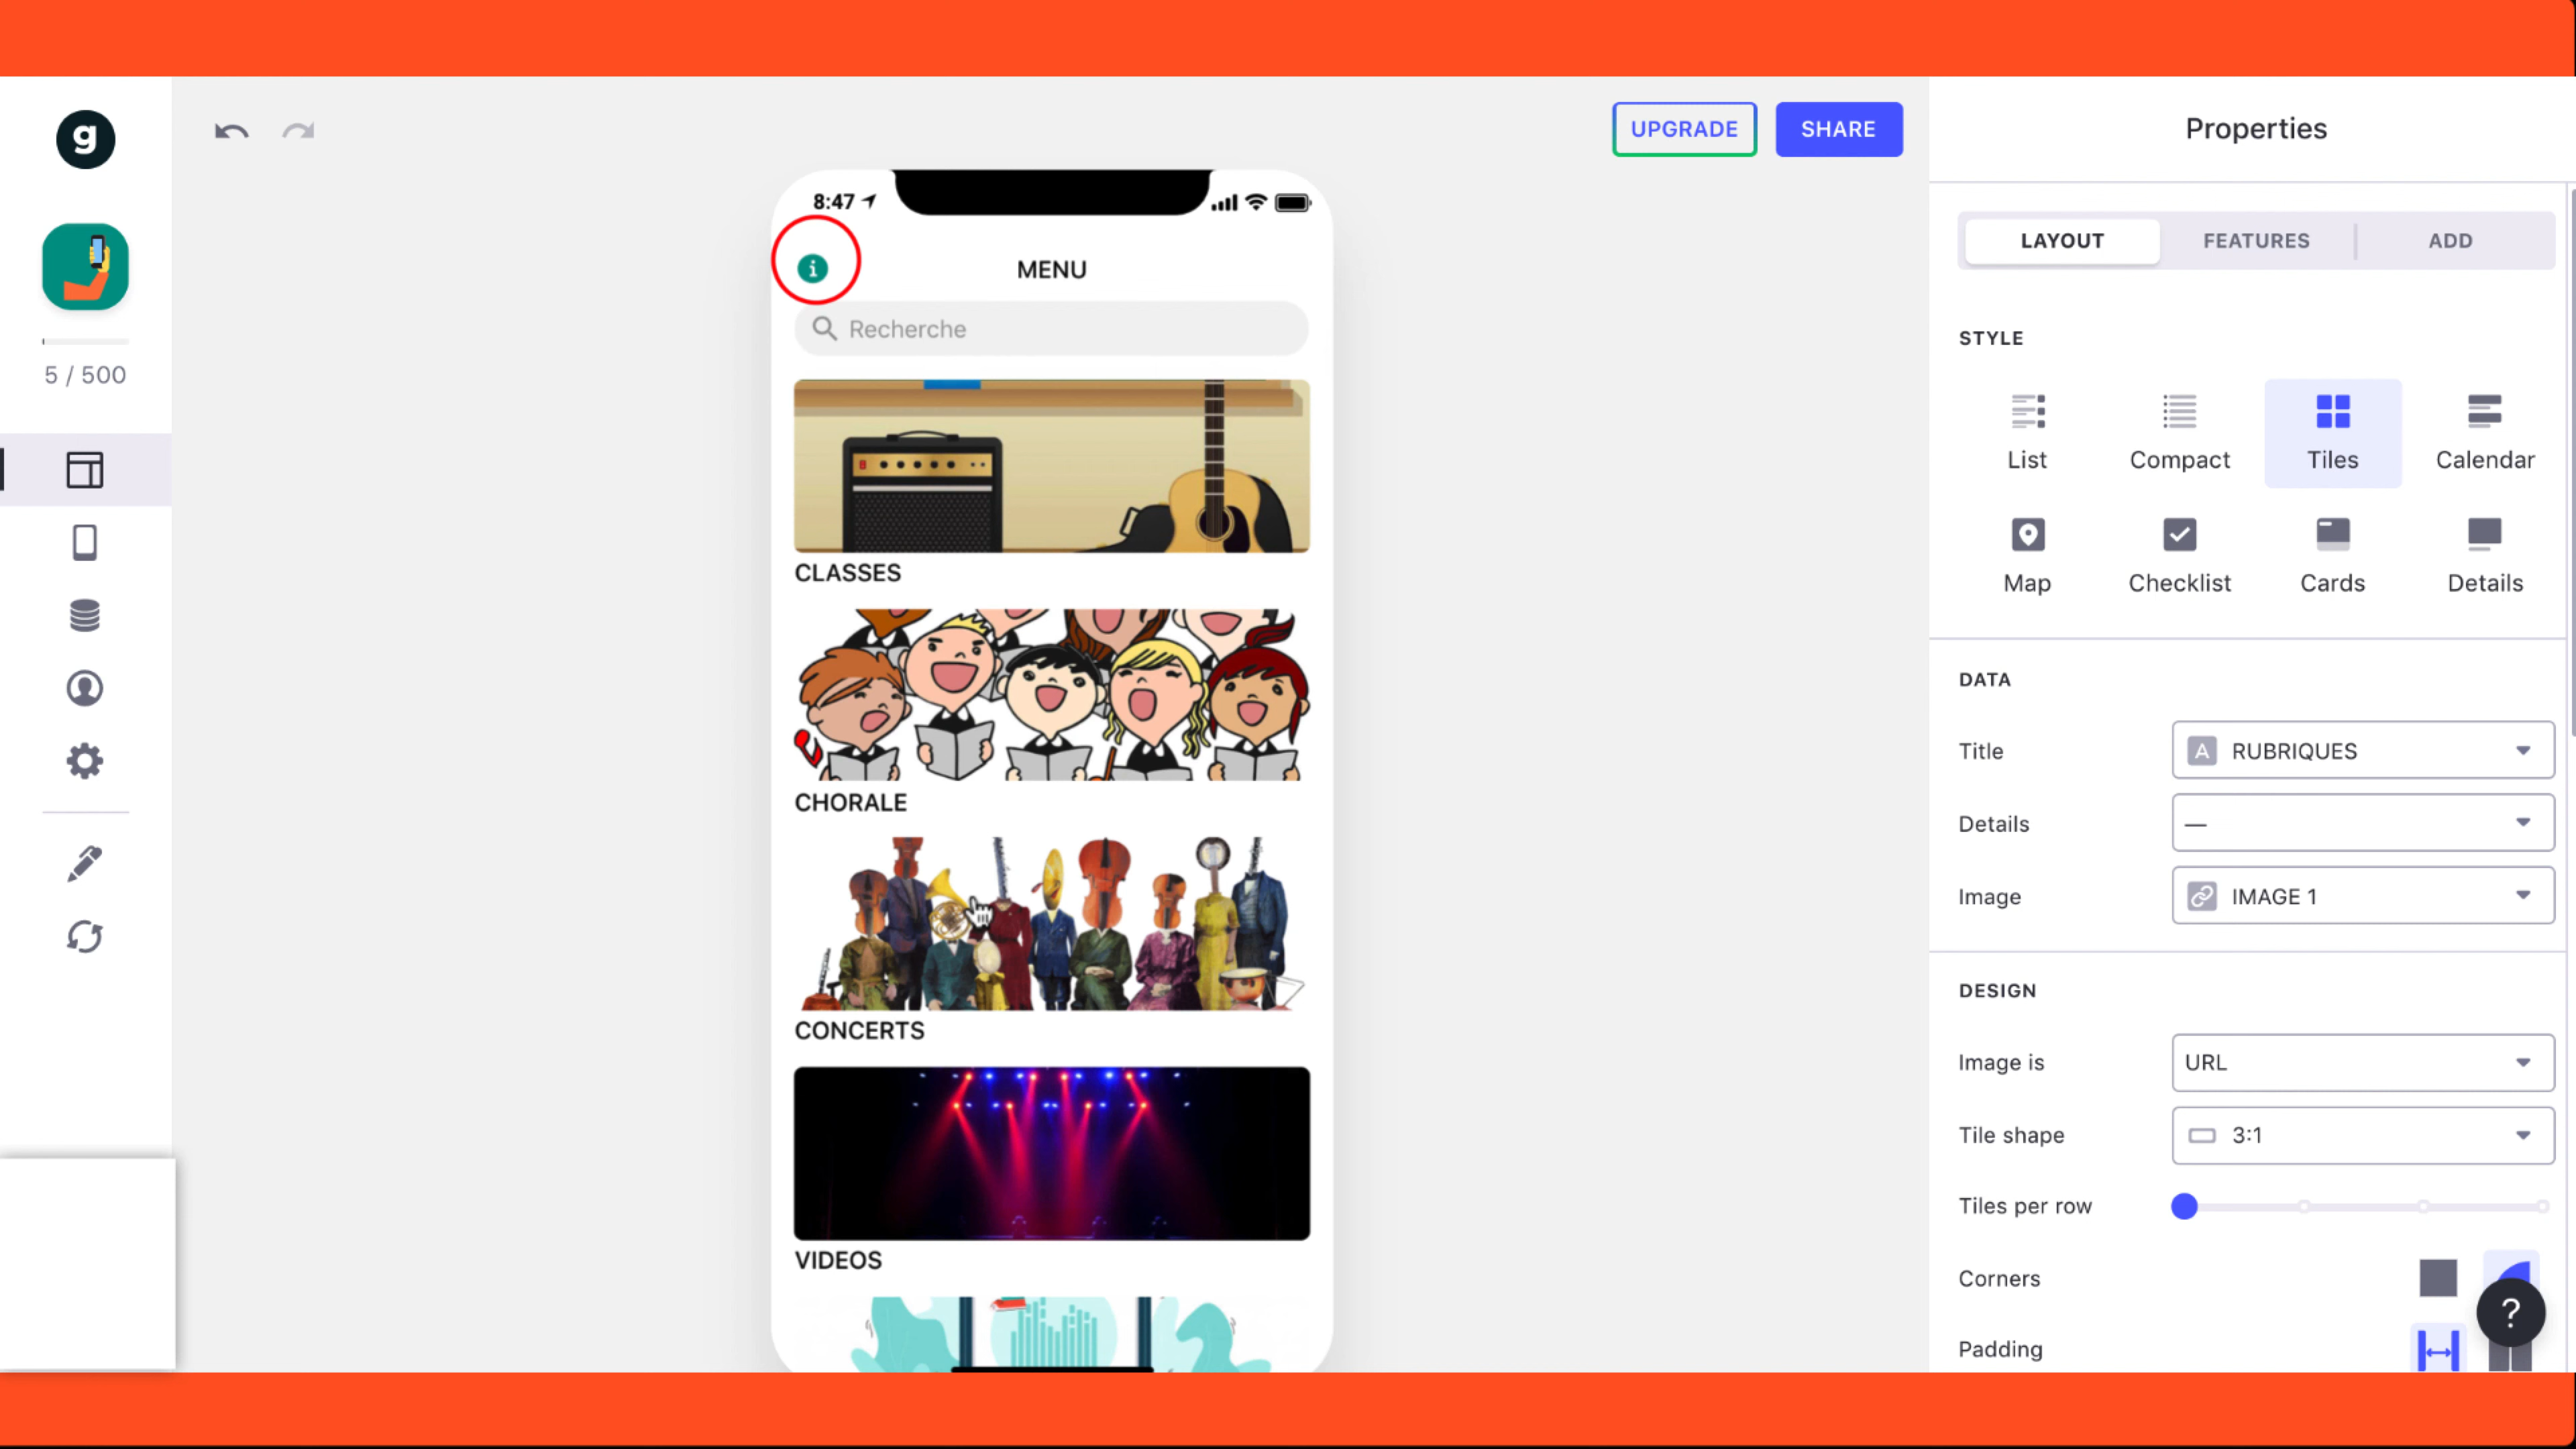 g
UPGRADE
SHARE
Properties
8:47
LAYOUT
FEATURES
ADD
i
MENU
Recherche
5 / 500
STYLE
List
Compact
Tiles
Calendar
Map
Checklist
Cards
Details
CLASSES
CHORALE
CONCERTS
VIDEOS
DATA
Title
A RUBRIQUES
Details
—
Image
IMAGE 1
DESIGN
Image is
URL
Tile shape
3:1
Tiles per row
Corners
?
Padding